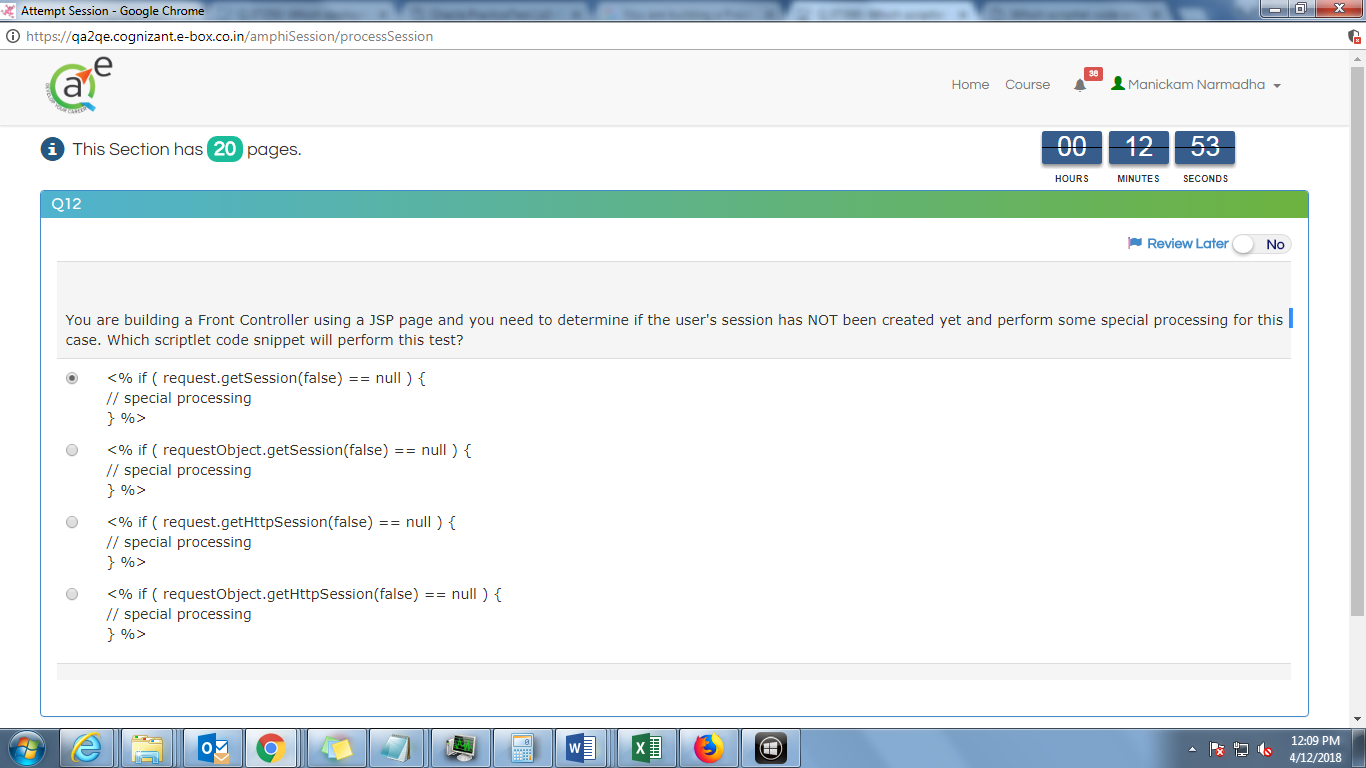 Attempt Session - Google Chrome
https://qa2qe.cognizant.e-box.co.in/amphiSession/processSession
a e
Home Course 36 Manickam Narmadha
This Section has 20 pages.
00 12 53
HOURS MINUTES SECONDS
Q12
Review Later No
You are building a Front Controller using a JSP page and you need to determine if the user's session has NOT been created yet and perform some special processing for this
case. Which scriptlet code snippet will perform this test?
<% if ( request.getSession(false) == null ) {
// special processing
} %>
<% if ( requestObject.getSession(false) == null ) {
// special processing
} %>
<% if ( request.getHttpSession(false) == null ) {
// special processing
} %>
<% if ( requestObject.getHttpSession(false) == null ) {
// special processing
} %>
12:09 PM
4/12/2018